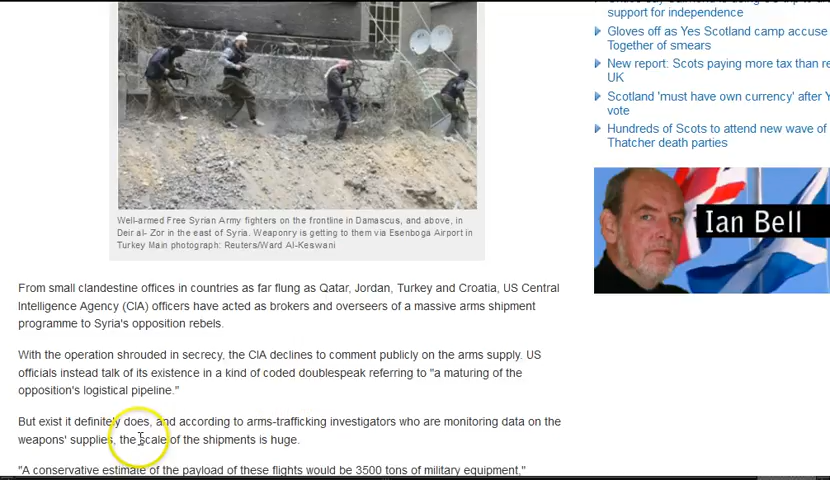 support for independence
Gloves off as Yes Scotland camp accuse
Together of smears
New report: Scots paying more tax than
UK
Scotland 'must have own currency' after
vote
Hundreds of Scots to attend new wave of
Thatcher death parties
Ian Bell
Well-armed Free Syrian Army fighters on the frontline in Damascus, and above, in
Deir al- Zor in the east of Syria. Weaponry is getting to them via Esenboga Airport in
Turkey Main photograph: Reuters/Ward Al-Keswani
From small clandestine offices in countries as far flung as Qatar, Jordan, Turkey and Croatia, US Central
Intelligence Agency (CIA) officers have acted as brokers and overseers of a massive arms shipment
programme to Syria's opposition rebels.
With the operation shrouded in secrecy, the CIA declines to comment publicly on the arms supply. US
officials instead talk of its existence in a kind of coded doublespeak referring to "a maturing of the
opposition's logistical pipeline."
But exist it definitely does, and according to arms-trafficking investigators who are monitoring data on the
weapons' supplies, the scale of the shipments is huge.
"A conservative estimate of the payload of these flights would be 3500 tons of military equipment,"